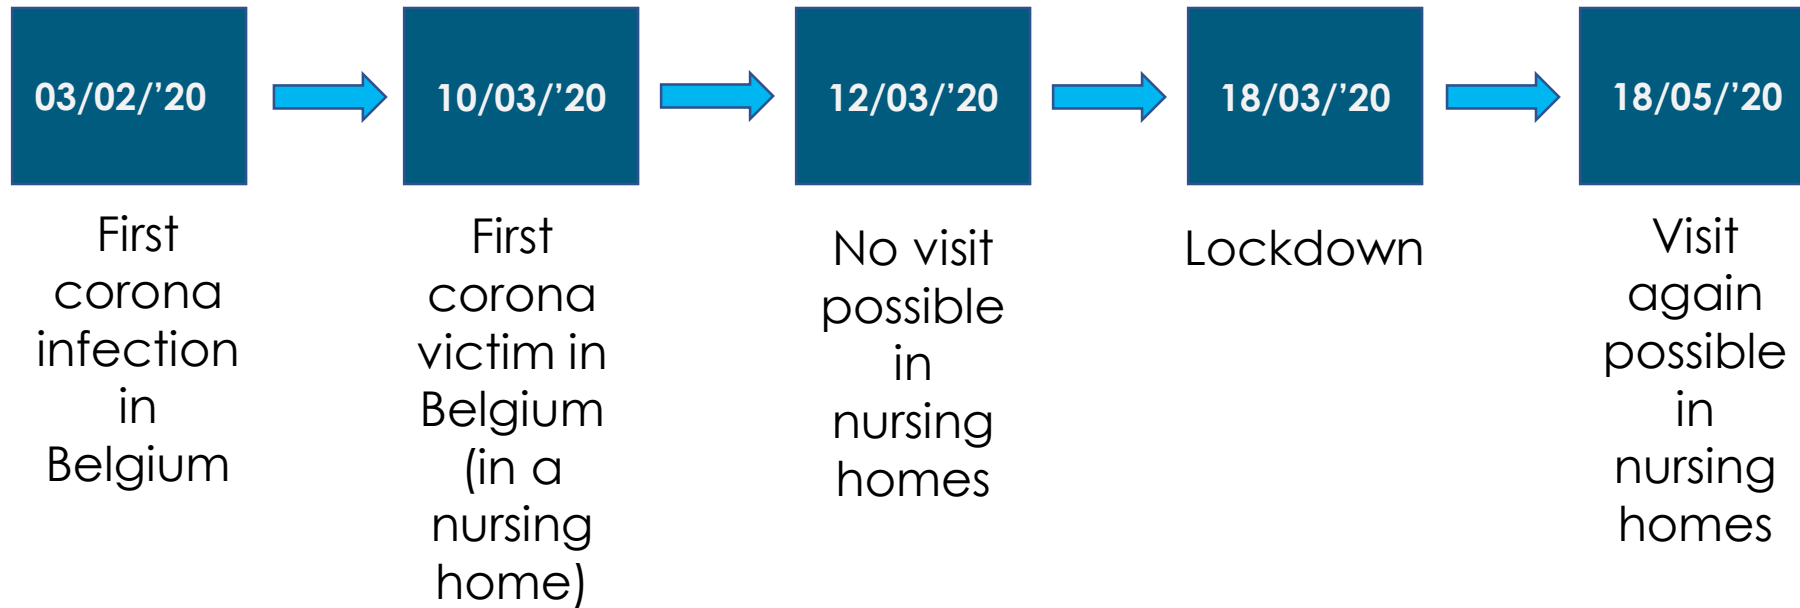 03/02/’20
First
corona
infection
in
Belgium
10/03/’20
First
corona
victim in
Belgium
(in a
nursing
home)
12/03/’20
No visit
possible
in
nursing
homes
18/03/’20
Lockdown
18/05/’20
Visit
again
possible
in
nursing
homes